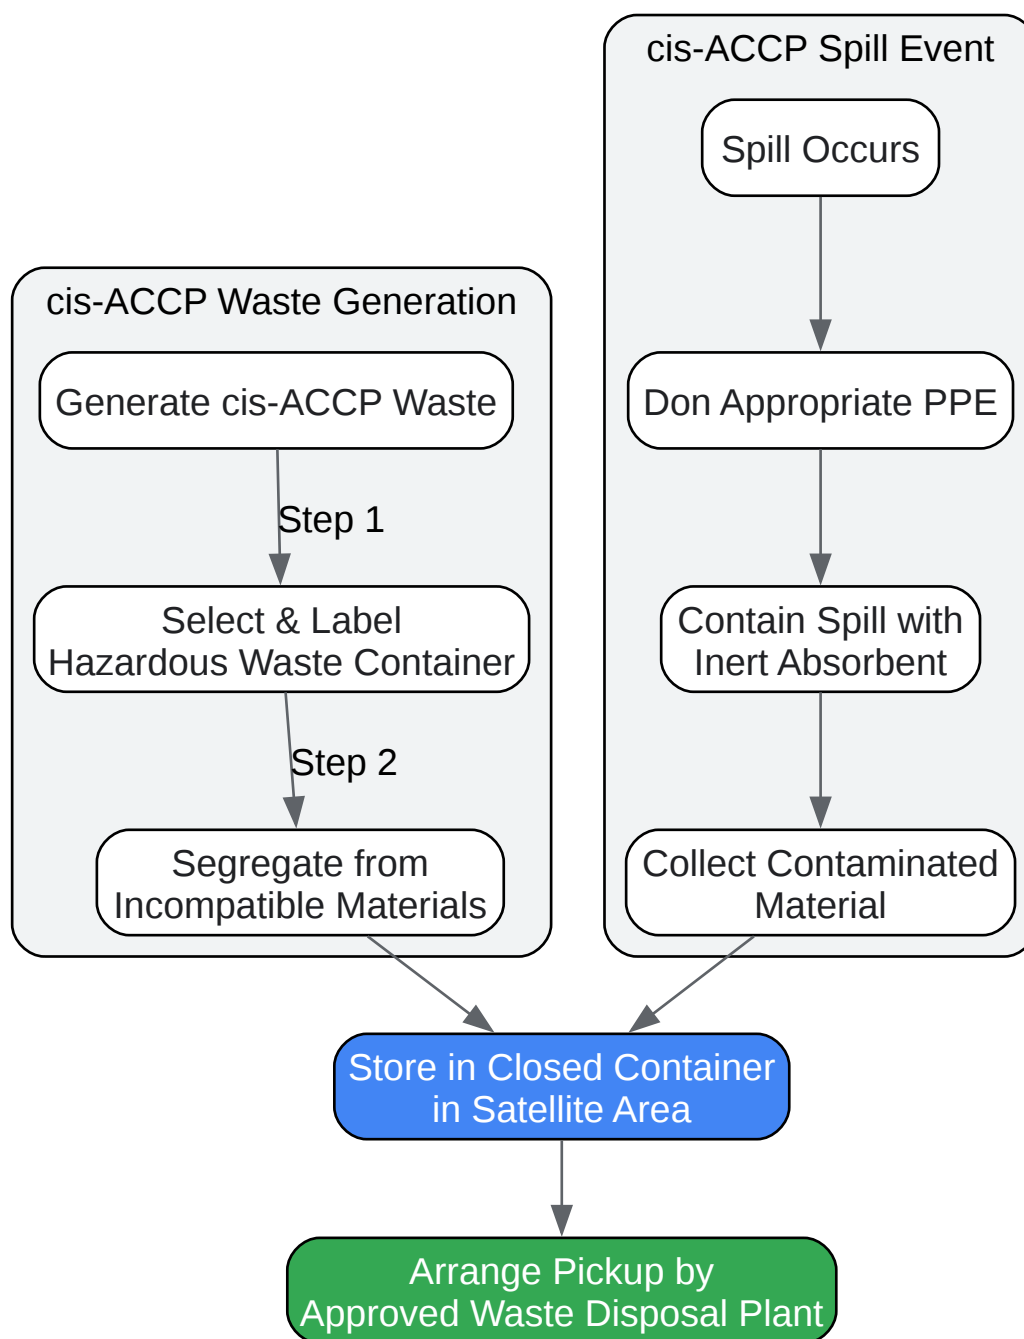 cis-ACCP Spill Event
Spill Occurs
Don Appropriate PPE
Contain Spill with
Inert Absorbent
Collect Contaminated
Material
cis-ACCP Waste Generation
Generate cis-ACCP Waste
Step 1
Select & Label
Hazardous Waste Container
Step 2
Segregate from
Incompatible Materials
Store in Closed Container
in Satellite Area
Arrange Pickup by
Approved Waste Disposal Plant